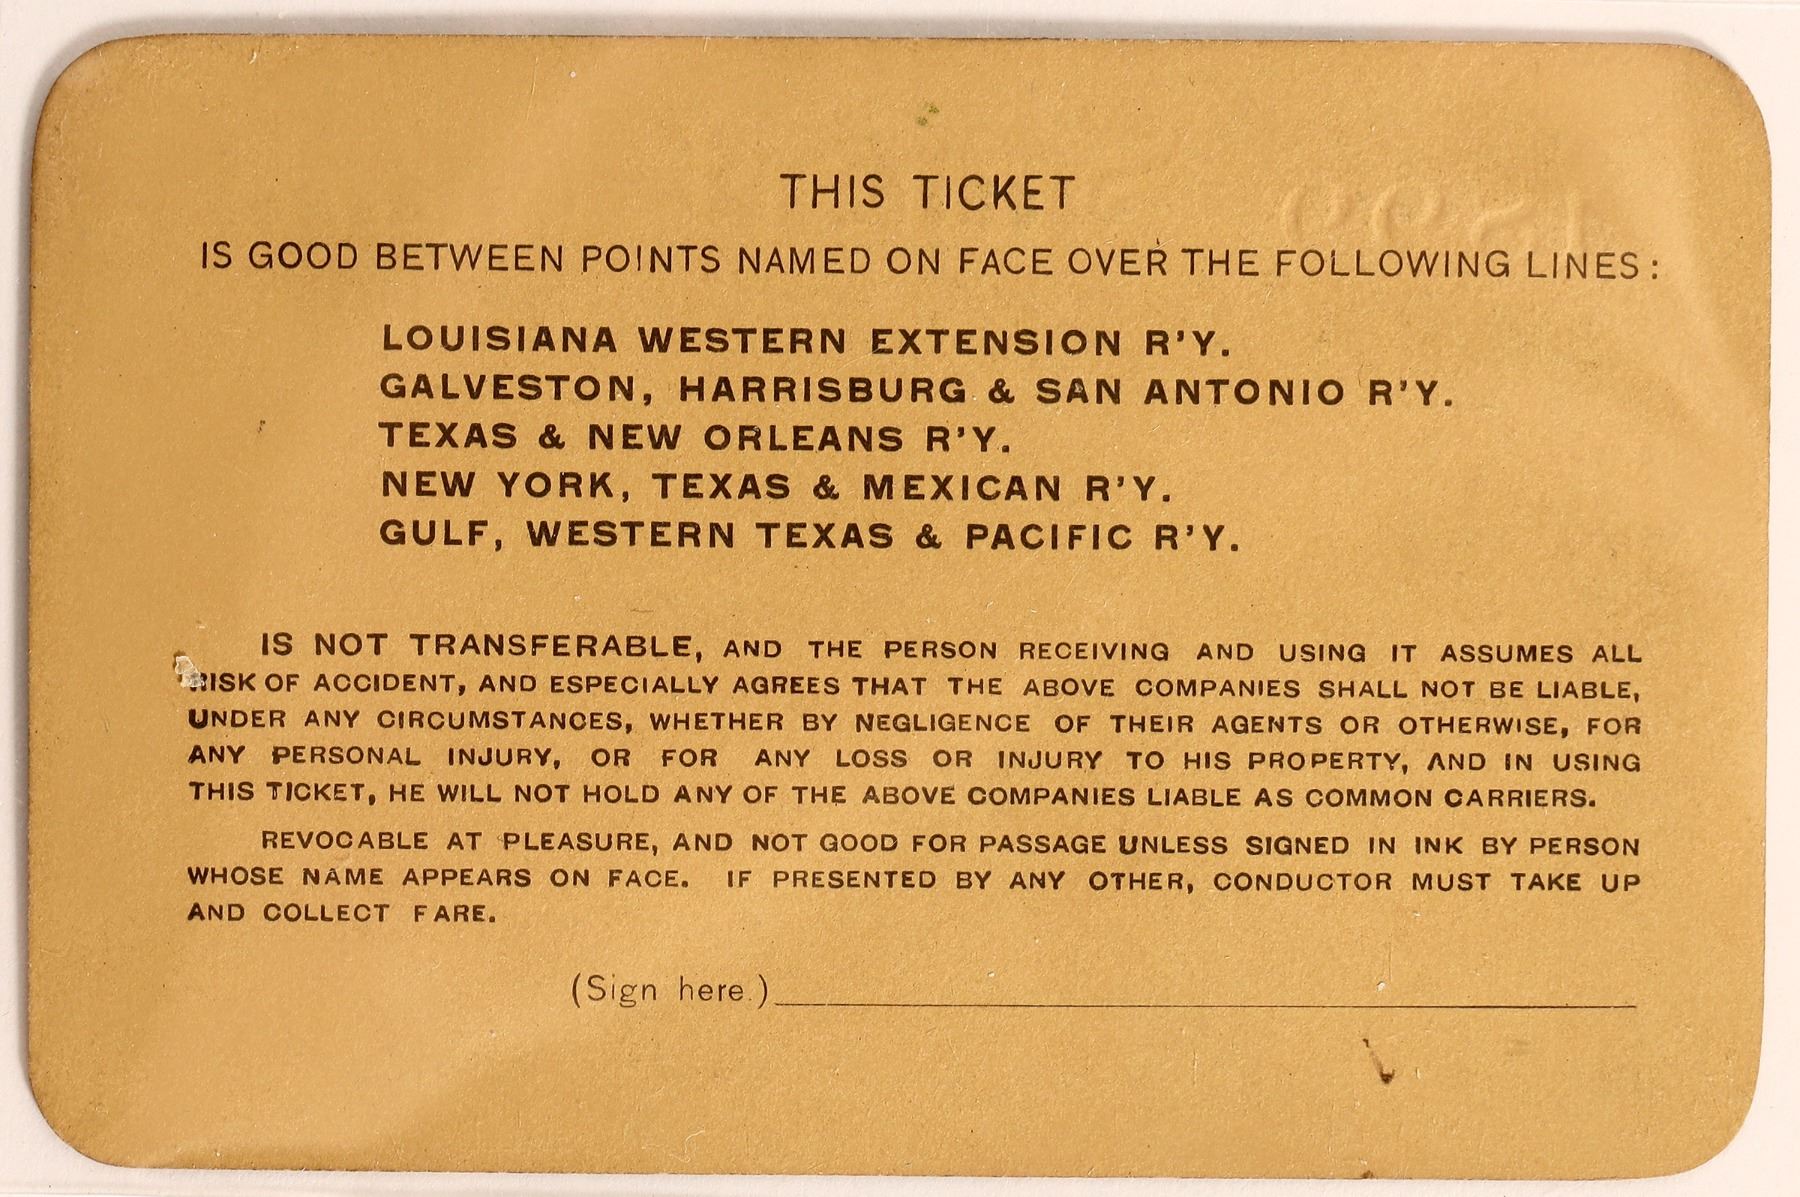 THIS TICKET
IS GOOD BETWEEN POINTS NAMED ON FACE OVER THE FOLLOWING LINES:
LOUISIANA WESTERN EXTENSION R'Y.
GALVESTON, HARRISBURG & SAN ANTONIO R'Y.
TEXAS & NEW ORLEANS R'Y.
NEW YORK, TEXAS & MEXICAN R'Y.
GULF, WESTERN TEXAS & PACIFIC R'Y.
IS NOT TRANSFERABLE, AND THE PERSON RECEIVING AND USING IT ASSUMES ALL
RISK OF ACCIDENT, AND ESPECIALLY AGREES THAT THE ABOVE COMPANIES SHALL NOT BE LIABLE,
UNDER ANY CIRCUMSTANCES, WHETHER BY NEGLIGENCE OF THEIR AGENTS OR OTHERWISE, FOR
ANY PERSONAL INJURY, OR FOR ANY LOSS OR INJURY TO HIS PROPERTY, AND IN USING
THIS TICKET, HE WILL NOT HOLD ANY OF THE ABOVE COMPANIES LIABLE AS COMMON CARRIERS.
REVOCABLE AT PLEASURE, AND NOT GOOD FOR PASSAGE UNLESS SIGNED IN INK BY PERSON
WHOSE NAME APPEARS ON FACE. IF PRESENTED BY ANY OTHER, CONDUCTOR MUST TAKE UP
AND COLLECT FARE.
(Sign here.)